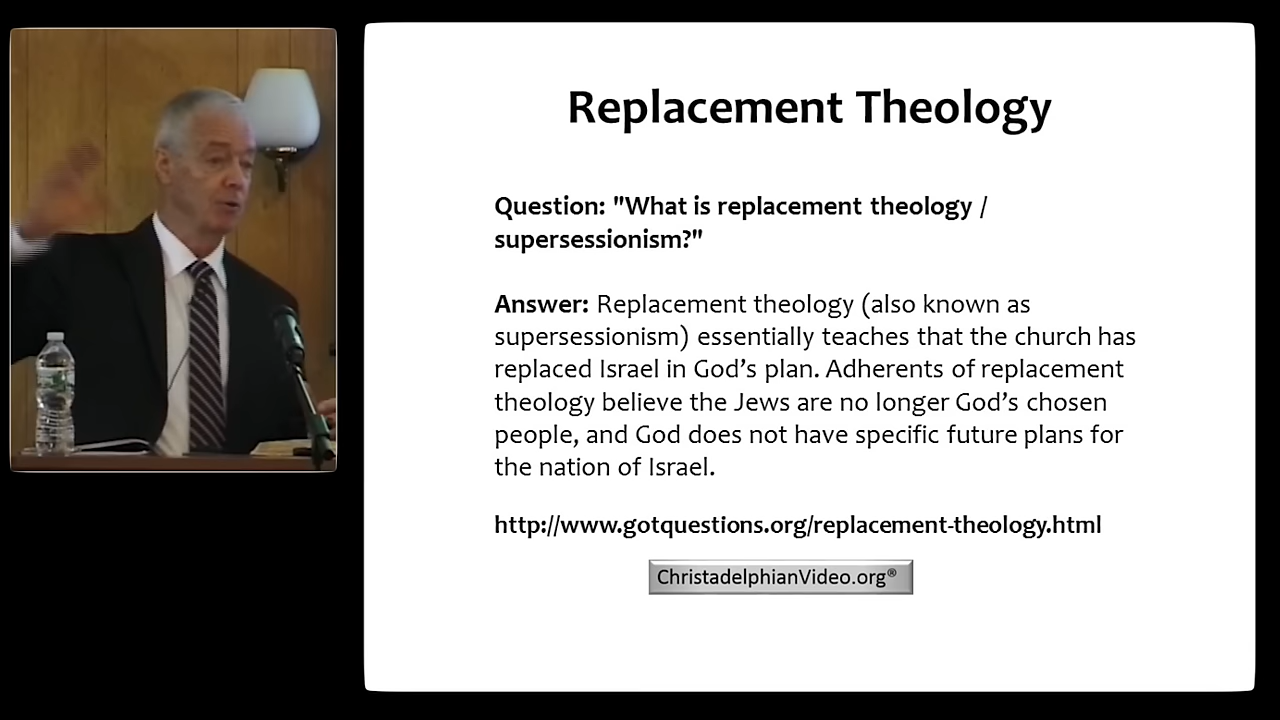 Replacement Theology
Question: "What is replacement theology /
supersessionism?"
Answer: Replacement theology (also known as
supersessionism) essentially teaches that the church has
replaced Israel in God’s plan. Adherents of replacement
theology believe the Jews are no longer God’s chosen
people, and God does not have specific future plans for
the nation of Israel.
http://www.gotquestions.org/replacement-theology.html
ChristadelphianVideo.org®